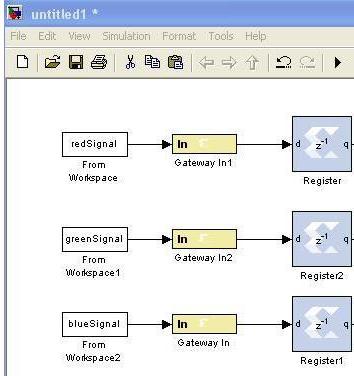 untitled1 *
File Edit View Simulation Format Tools Help
redSignal
In
d z-1 q
From
Workspace
Gateway In1
Register
greenSignal
In
d z-1 q
From
Workspace1
Gateway In2
Register2
blueSignal
In
d z-1 q
From
Workspace2
Gateway In
Register1